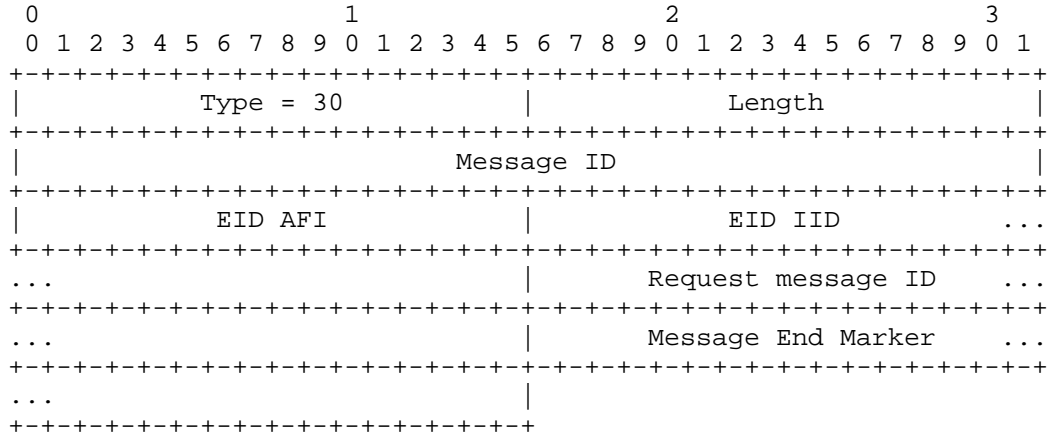 0                   1                   2                   3
 0 1 2 3 4 5 6 7 8 9 0 1 2 3 4 5 6 7 8 9 0 1 2 3 4 5 6 7 8 9 0 1
+-+-+-+-+-+-+-+-+-+-+-+-+-+-+-+-+-+-+-+-+-+-+-+-+-+-+-+-+-+-+-+-+
|           Type = 30           |            Length             |
+-+-+-+-+-+-+-+-+-+-+-+-+-+-+-+-+-+-+-+-+-+-+-+-+-+-+-+-+-+-+-+-+
|                           Message ID                          |
+-+-+-+-+-+-+-+-+-+-+-+-+-+-+-+-+-+-+-+-+-+-+-+-+-+-+-+-+-+-+-+-+
|            EID AFI            |            EID IID          ...
+-+-+-+-+-+-+-+-+-+-+-+-+-+-+-+-+-+-+-+-+-+-+-+-+-+-+-+-+-+-+-+-+
...                             |       Request message ID    ...
+-+-+-+-+-+-+-+-+-+-+-+-+-+-+-+-+-+-+-+-+-+-+-+-+-+-+-+-+-+-+-+-+
...                             |       Message End Marker    ...
+-+-+-+-+-+-+-+-+-+-+-+-+-+-+-+-+-+-+-+-+-+-+-+-+-+-+-+-+-+-+-+-+
...                             |
+-+-+-+-+-+-+-+-+-+-+-+-+-+-+-+-+